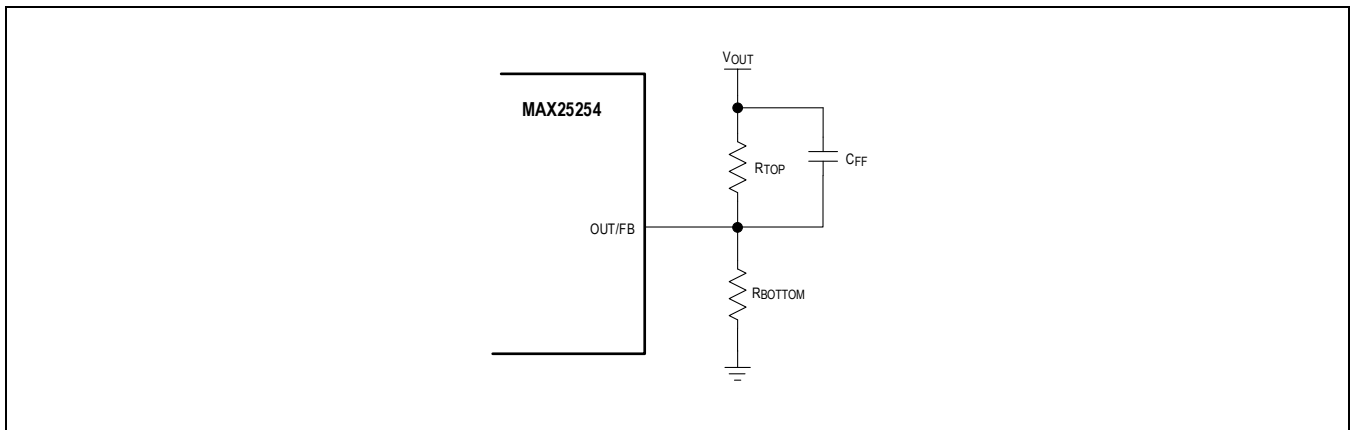 VOUT
MAX25254
RTOP
CFF
OUT/FB
RBOTTOM